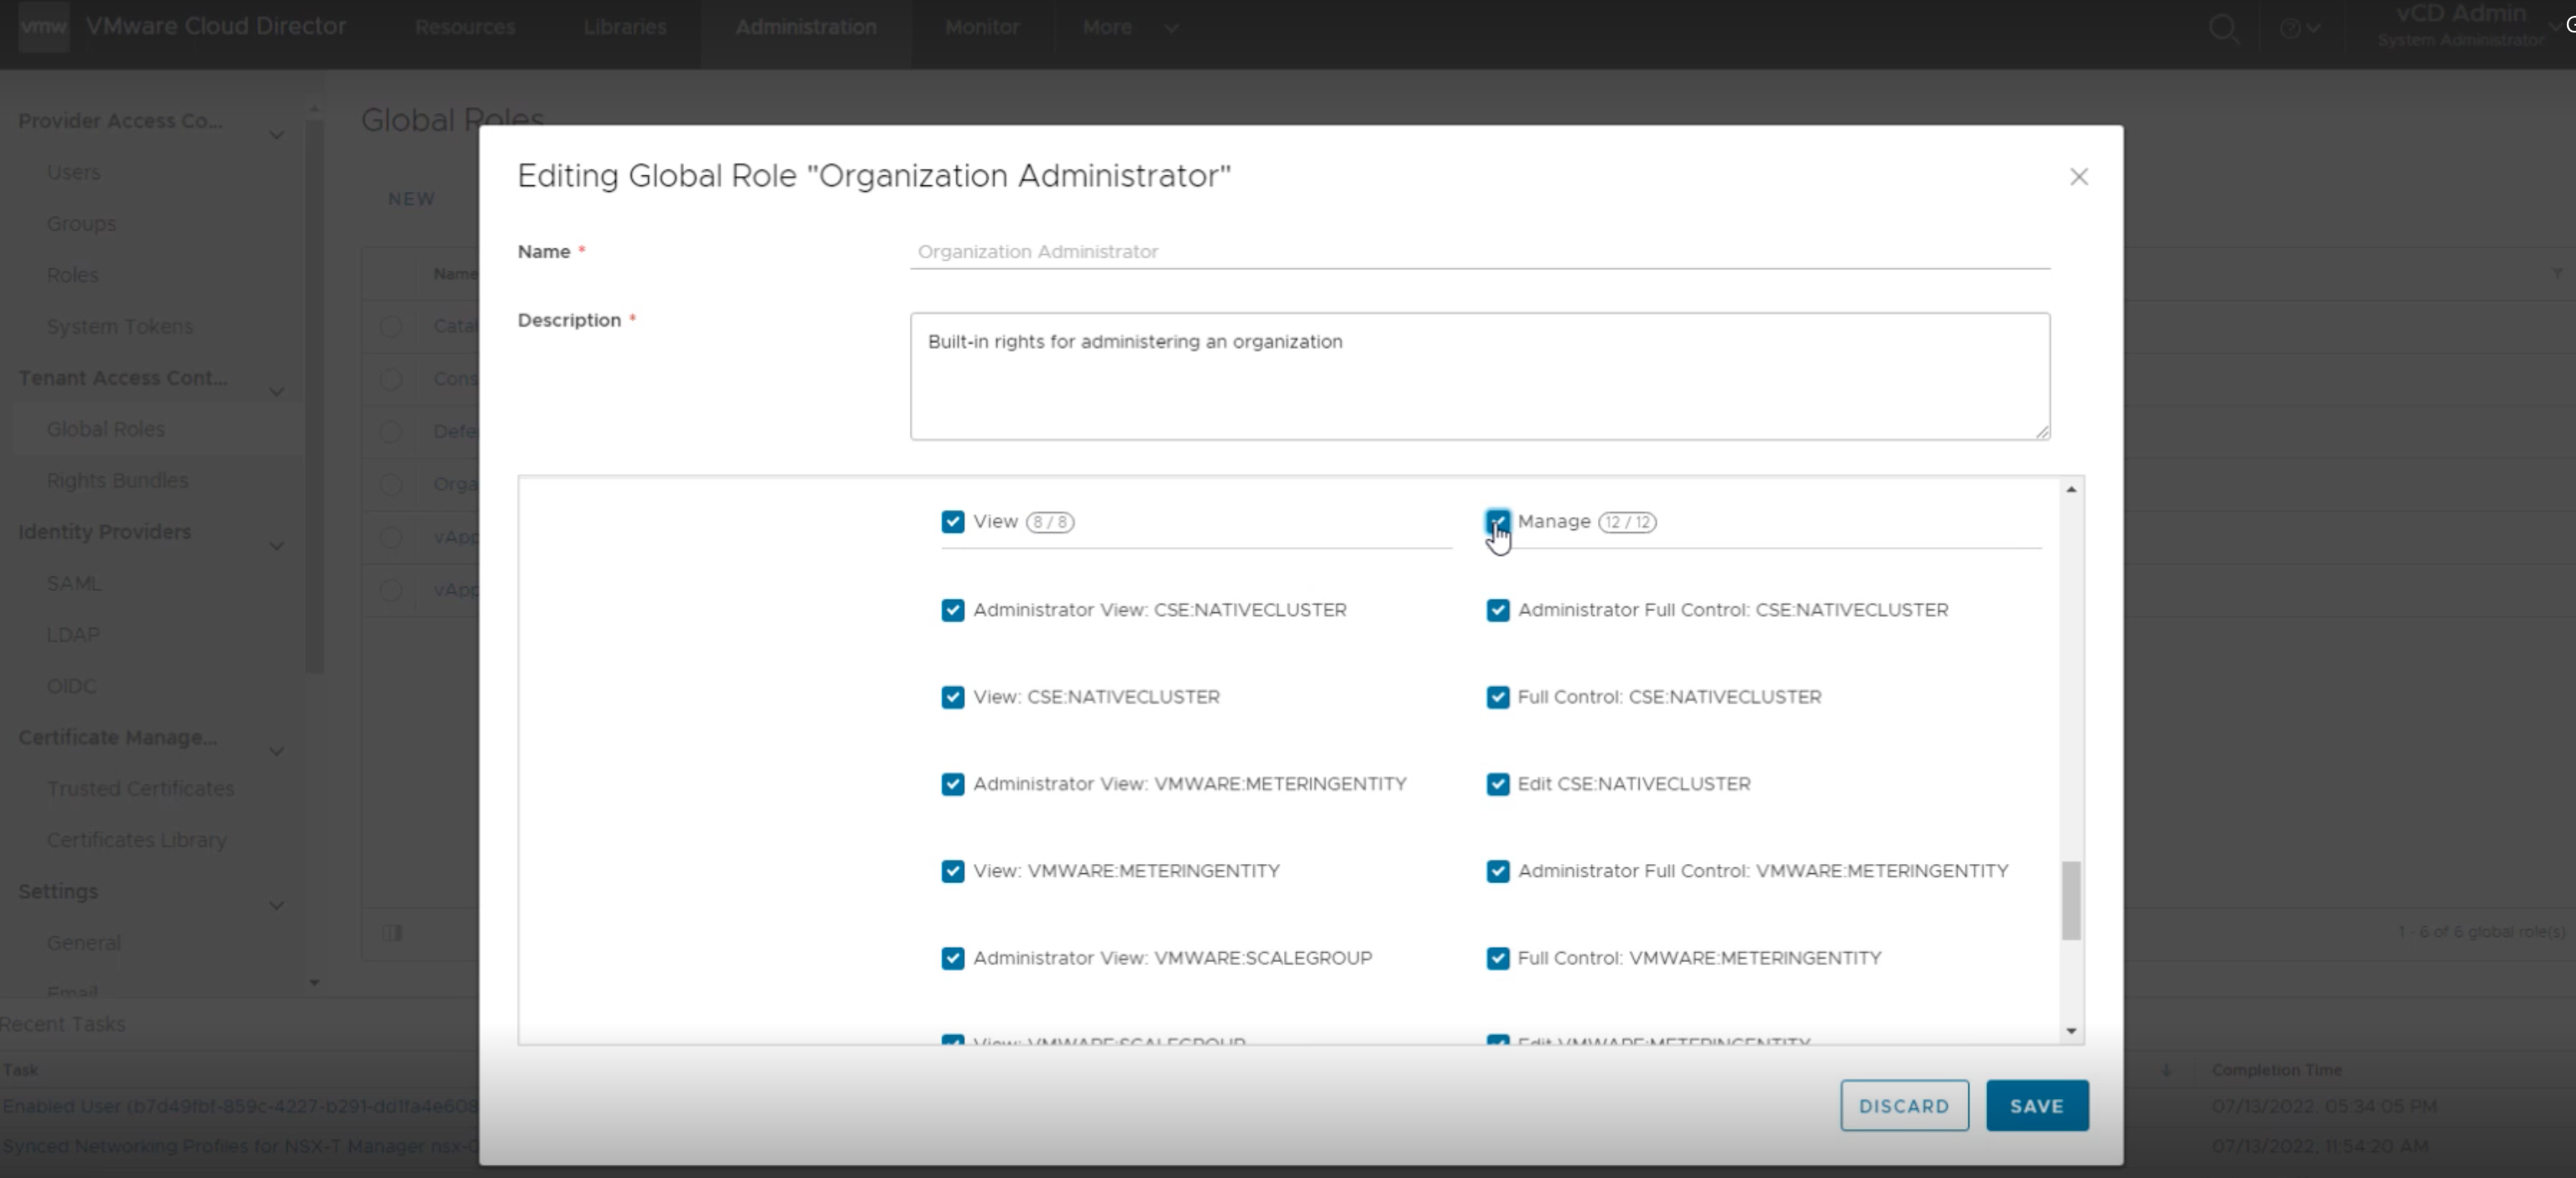 vmw VMware Cloud Director Resources Libraries Administration Monitor More vCD Admin
System Administrator
Provider Access Co...
Users
Groups
Roles
System Tokens
Tenant Access Cont...
Global Roles
Rights Bundles
Identity Providers
SAML
LDAP
OIDC
Certificate Manage...
Trusted Certificates
Certificates Library
Settings
General
Email
Global Roles
NEW
Name
Catal
Cons
Defe
Orga
vApp
vApp
1 - 6 of 6 global role(s)
Editing Global Role "Organization Administrator"
Name * Organization Administrator
Description * Built-in rights for administering an organization
View 8 / 8 Manage 12 / 12
Administrator View: CSE:NATIVECLUSTER Administrator Full Control: CSE:NATIVECLUSTER
View: CSE:NATIVECLUSTER Full Control: CSE:NATIVECLUSTER
Administrator View: VMWARE:METERINGENTITY Edit CSE:NATIVECLUSTER
View: VMWARE:METERINGENTITY Administrator Full Control: VMWARE:METERINGENTITY
Administrator View: VMWARE:SCALEGROUP Full Control: VMWARE:METERINGENTITY
View: VMWARE:SCALEGROUP Edit VMWARE:METERINGENTITY
DISCARD SAVE
Recent Tasks
Task Completion Time
Enabled User 07/13/2022, 05:34:05 PM
Synced Networking Profiles for NSX-T Manager 07/13/2022, 11:54:20 AM